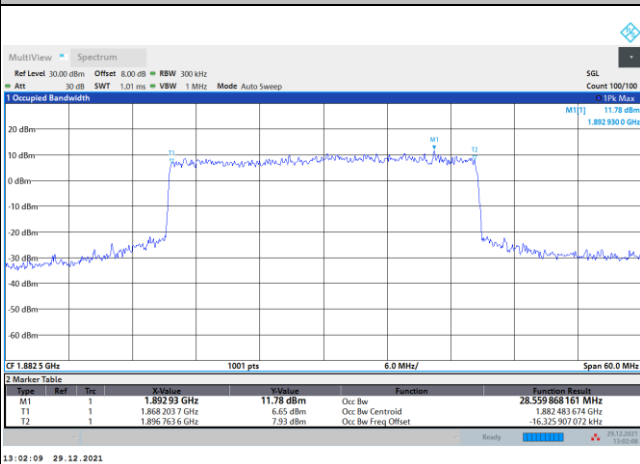 MultiView Spectrum
Ref Level 30.00 dBm Offset 8.00 dB RBW 300 kHz SGL
Att 30 dB SWT 1.01 ms VBW 1 MHz Mode Auto Sweep Count 100/100
1 Occupied Bandwidth 1Pk Max
M1[1] 11.78 dBm
1.892 930 0 GHz
20 dBm
M1
T1
T2
10 dBm
0 dBm
-10 dBm
-20 dBm
-30 dBm
-40 dBm
-50 dBm
-60 dBm
CF 1.882 5 GHz 1001 pts 6.0 MHz/ Span 60.0 MHz
2 Marker Table
Type Ref Trc X-Value Y-Value Function Function Result
M1 1 1.892 93 GHz 11.78 dBm Occ Bw 28.559 868 161 MHz
T1 1 1.868 203 7 GHz 6.65 dBm Occ Bw Centroid 1.882 483 674 GHz
T2 1 1.896 763 6 GHz 7.93 dBm Occ Bw Freq Offset -16.325 907 072 kHz
Ready 29.12.2021
13:02:08
13:02:09 29.12.2021